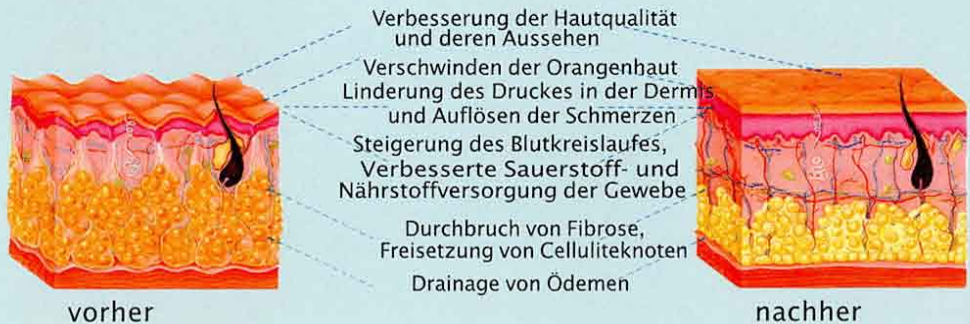 Verbesserung der Hautqualität
und deren Aussehen
Verschwinden der Orangenhaut
Linderung des Druckes in der Dermis
und Auflösen der Schmerzen
Steigerung des Blutkreislaufes,
Verbesserte Sauerstoff- und
Nährstoffversorgung der Gewebe
Durchbruch von Fibrose,
Freisetzung von Celluliteknoten
Drainage von Ödemen
vorher
nachher